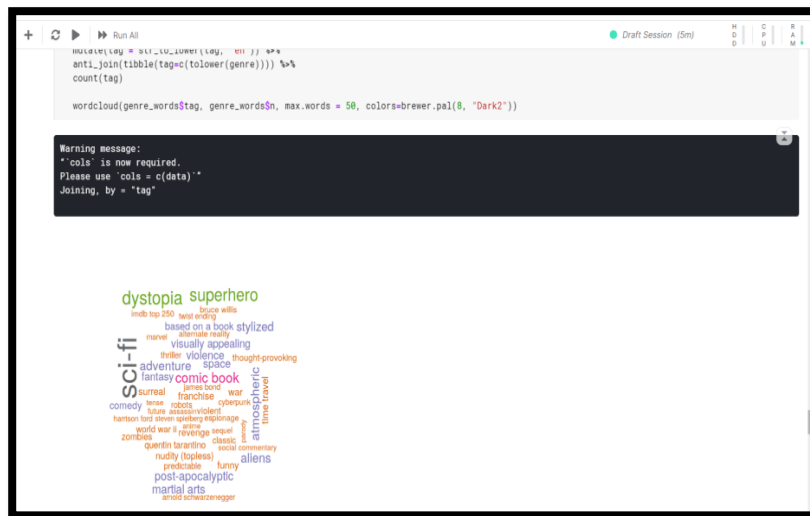 + Run All Draft Session (5m) HDD CPU RAM
mutate(tag = str_to_lower(tag, "en")) %>%
anti_join(tibble(tag=c(tolower(genre)))) %>%
count(tag)
wordcloud(genre_words$tag, genre_words$n, max.words = 50, colors=brewer.pal(8, "Dark2"))
Warning message:
"`cols` is now required.
Please use `cols = c(data)`"
Joining, by = "tag"
dystopia superhero
imdb top 250 bruce willis
twist ending
based on a book stylized
marvel alternate reality
visually appealing
thriller violence thought-provoking
sci-fi adventure space
fantasy comic book
james bond
surreal franchise war
atmospheric
time travel
comedy tense robots cyberpunk
future assassin violent
harrison ford steven spielberg espionage
anime
world war ii revenge sequel
parody
zombies classic
quentin tarantino social commentary
nudity (topless) aliens
predictable funny
post-apocalyptic
martial arts
arnold schwarzenegger